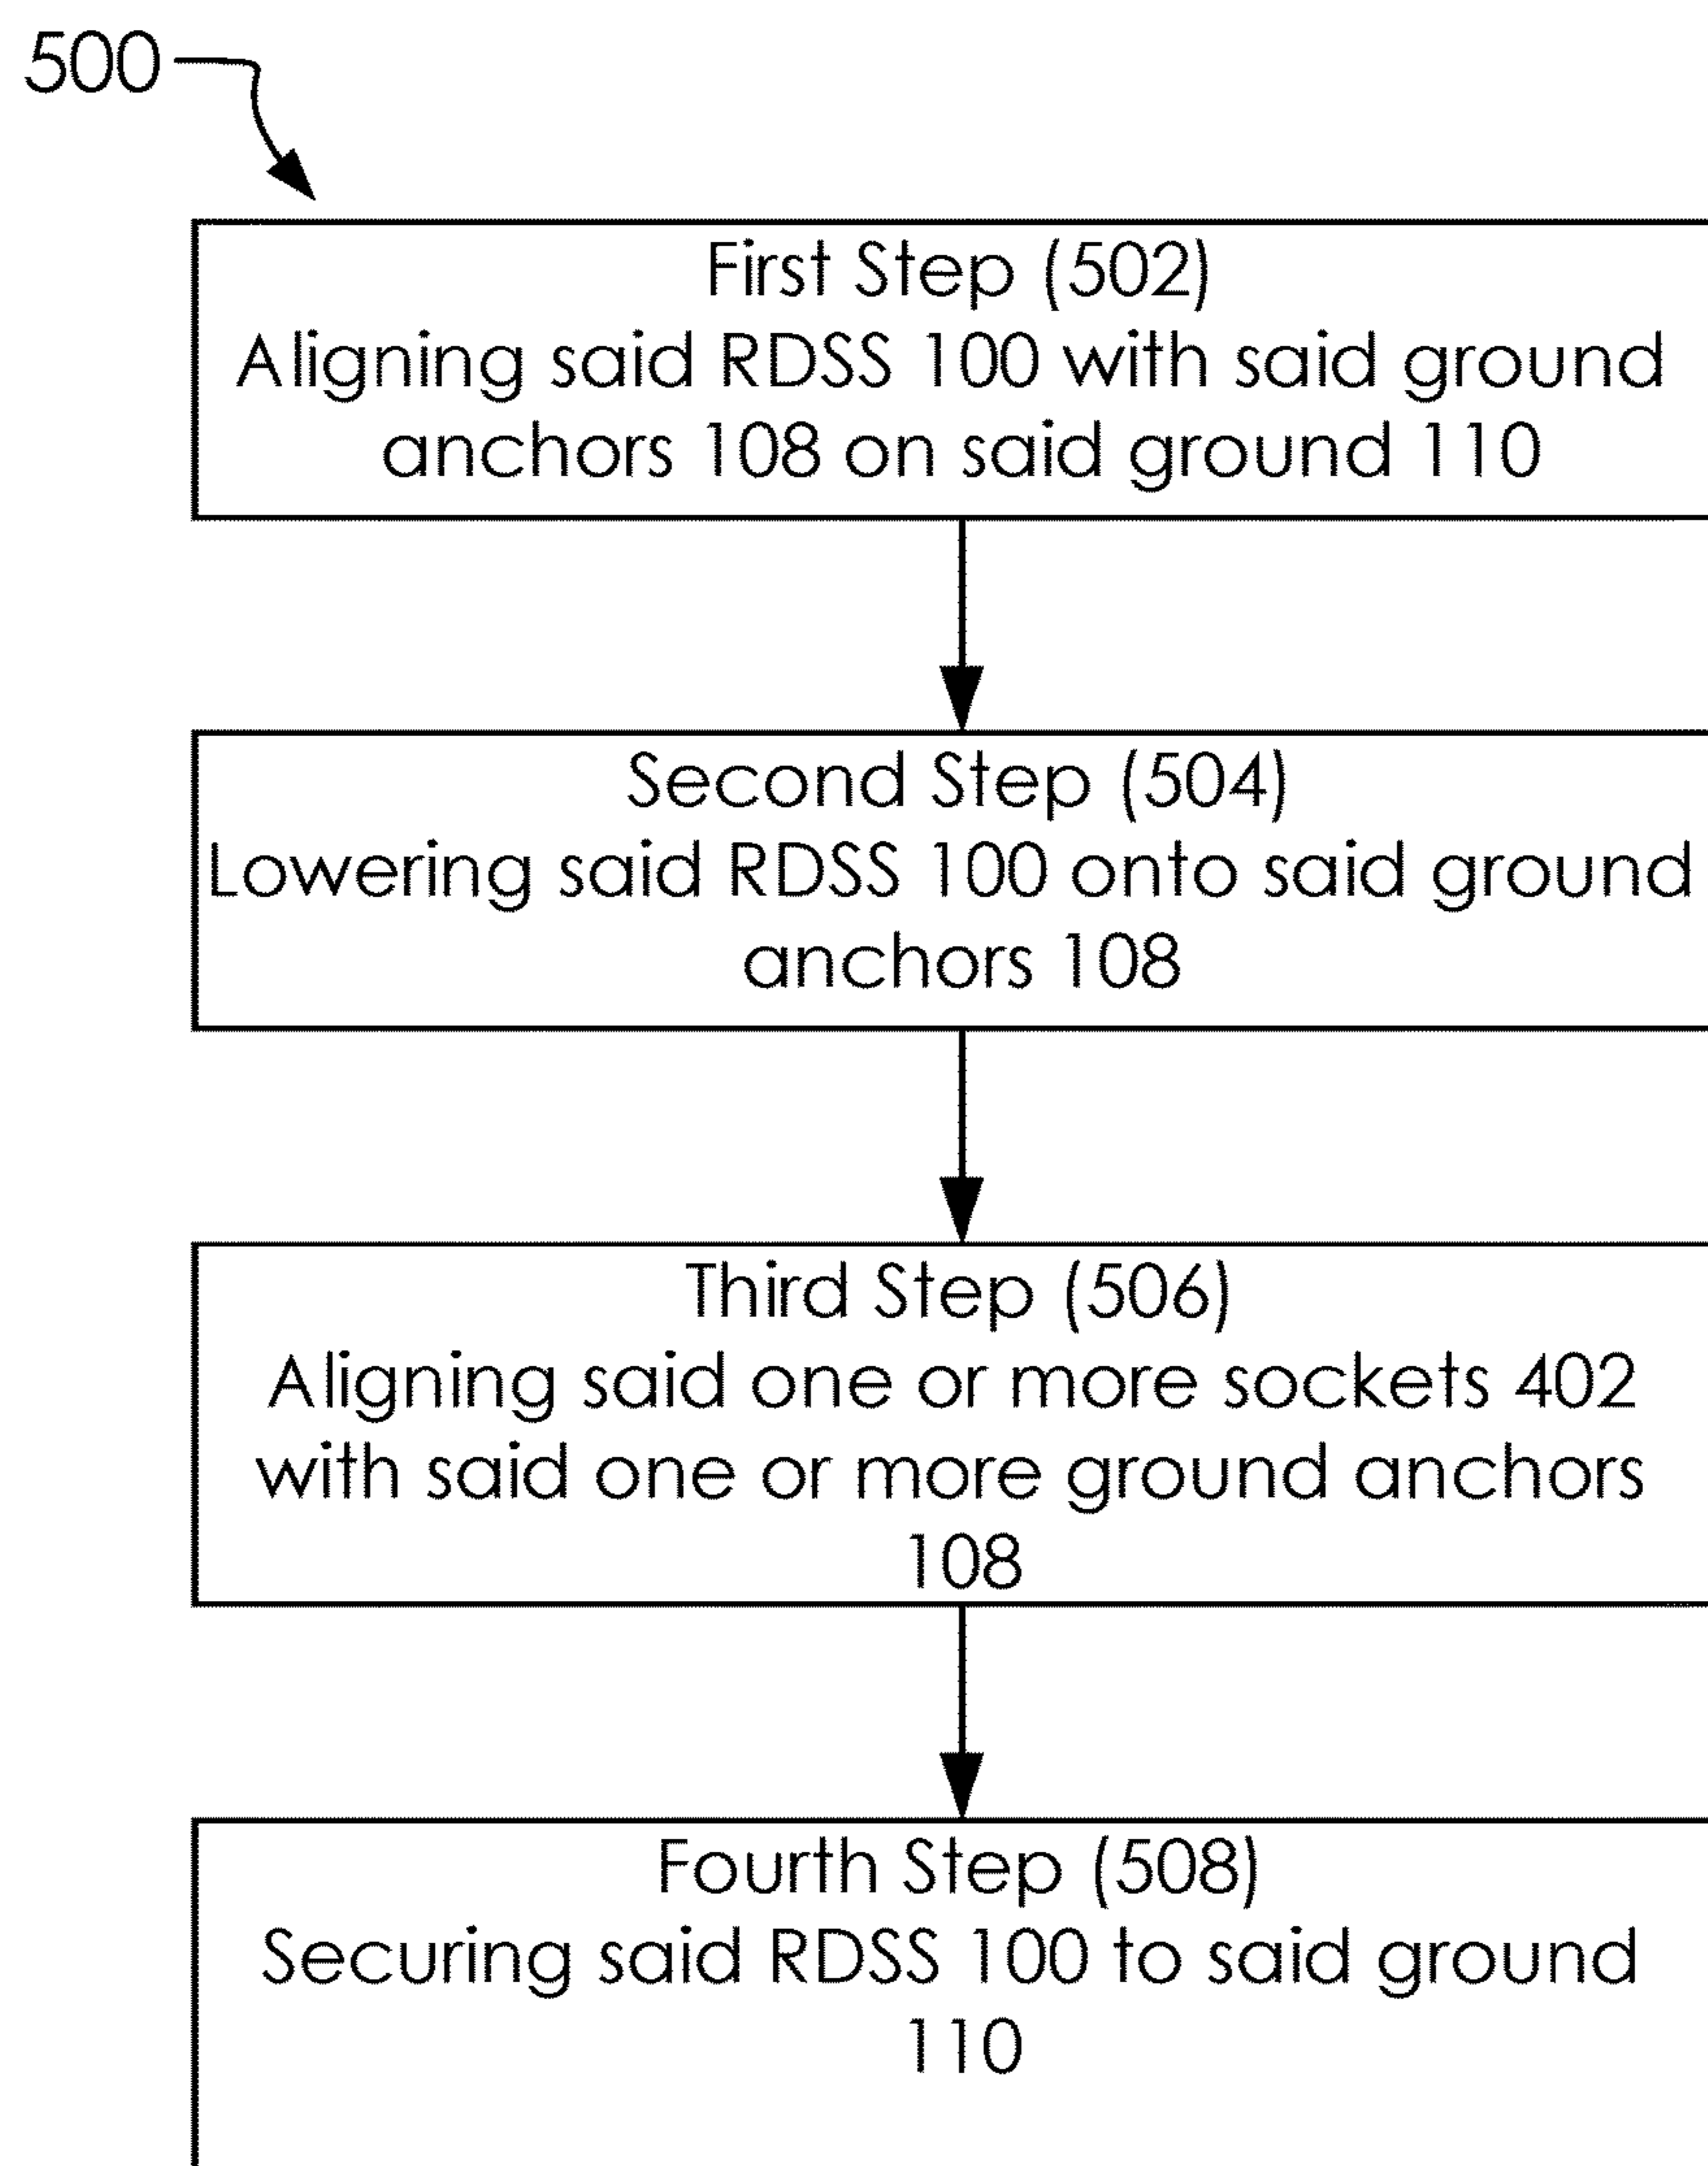 500
First Step (502)
Aligning said RDSS 100 with said ground
anchors 108 on said ground 110
Second Step (504)
Lowering said RDSS 100 onto said ground
anchors 108
Third Step (506)
Aligning said one or more sockets 402
with said one or more ground anchors
108
Fourth Step (508)
Securing said RDSS 100 to said ground
110